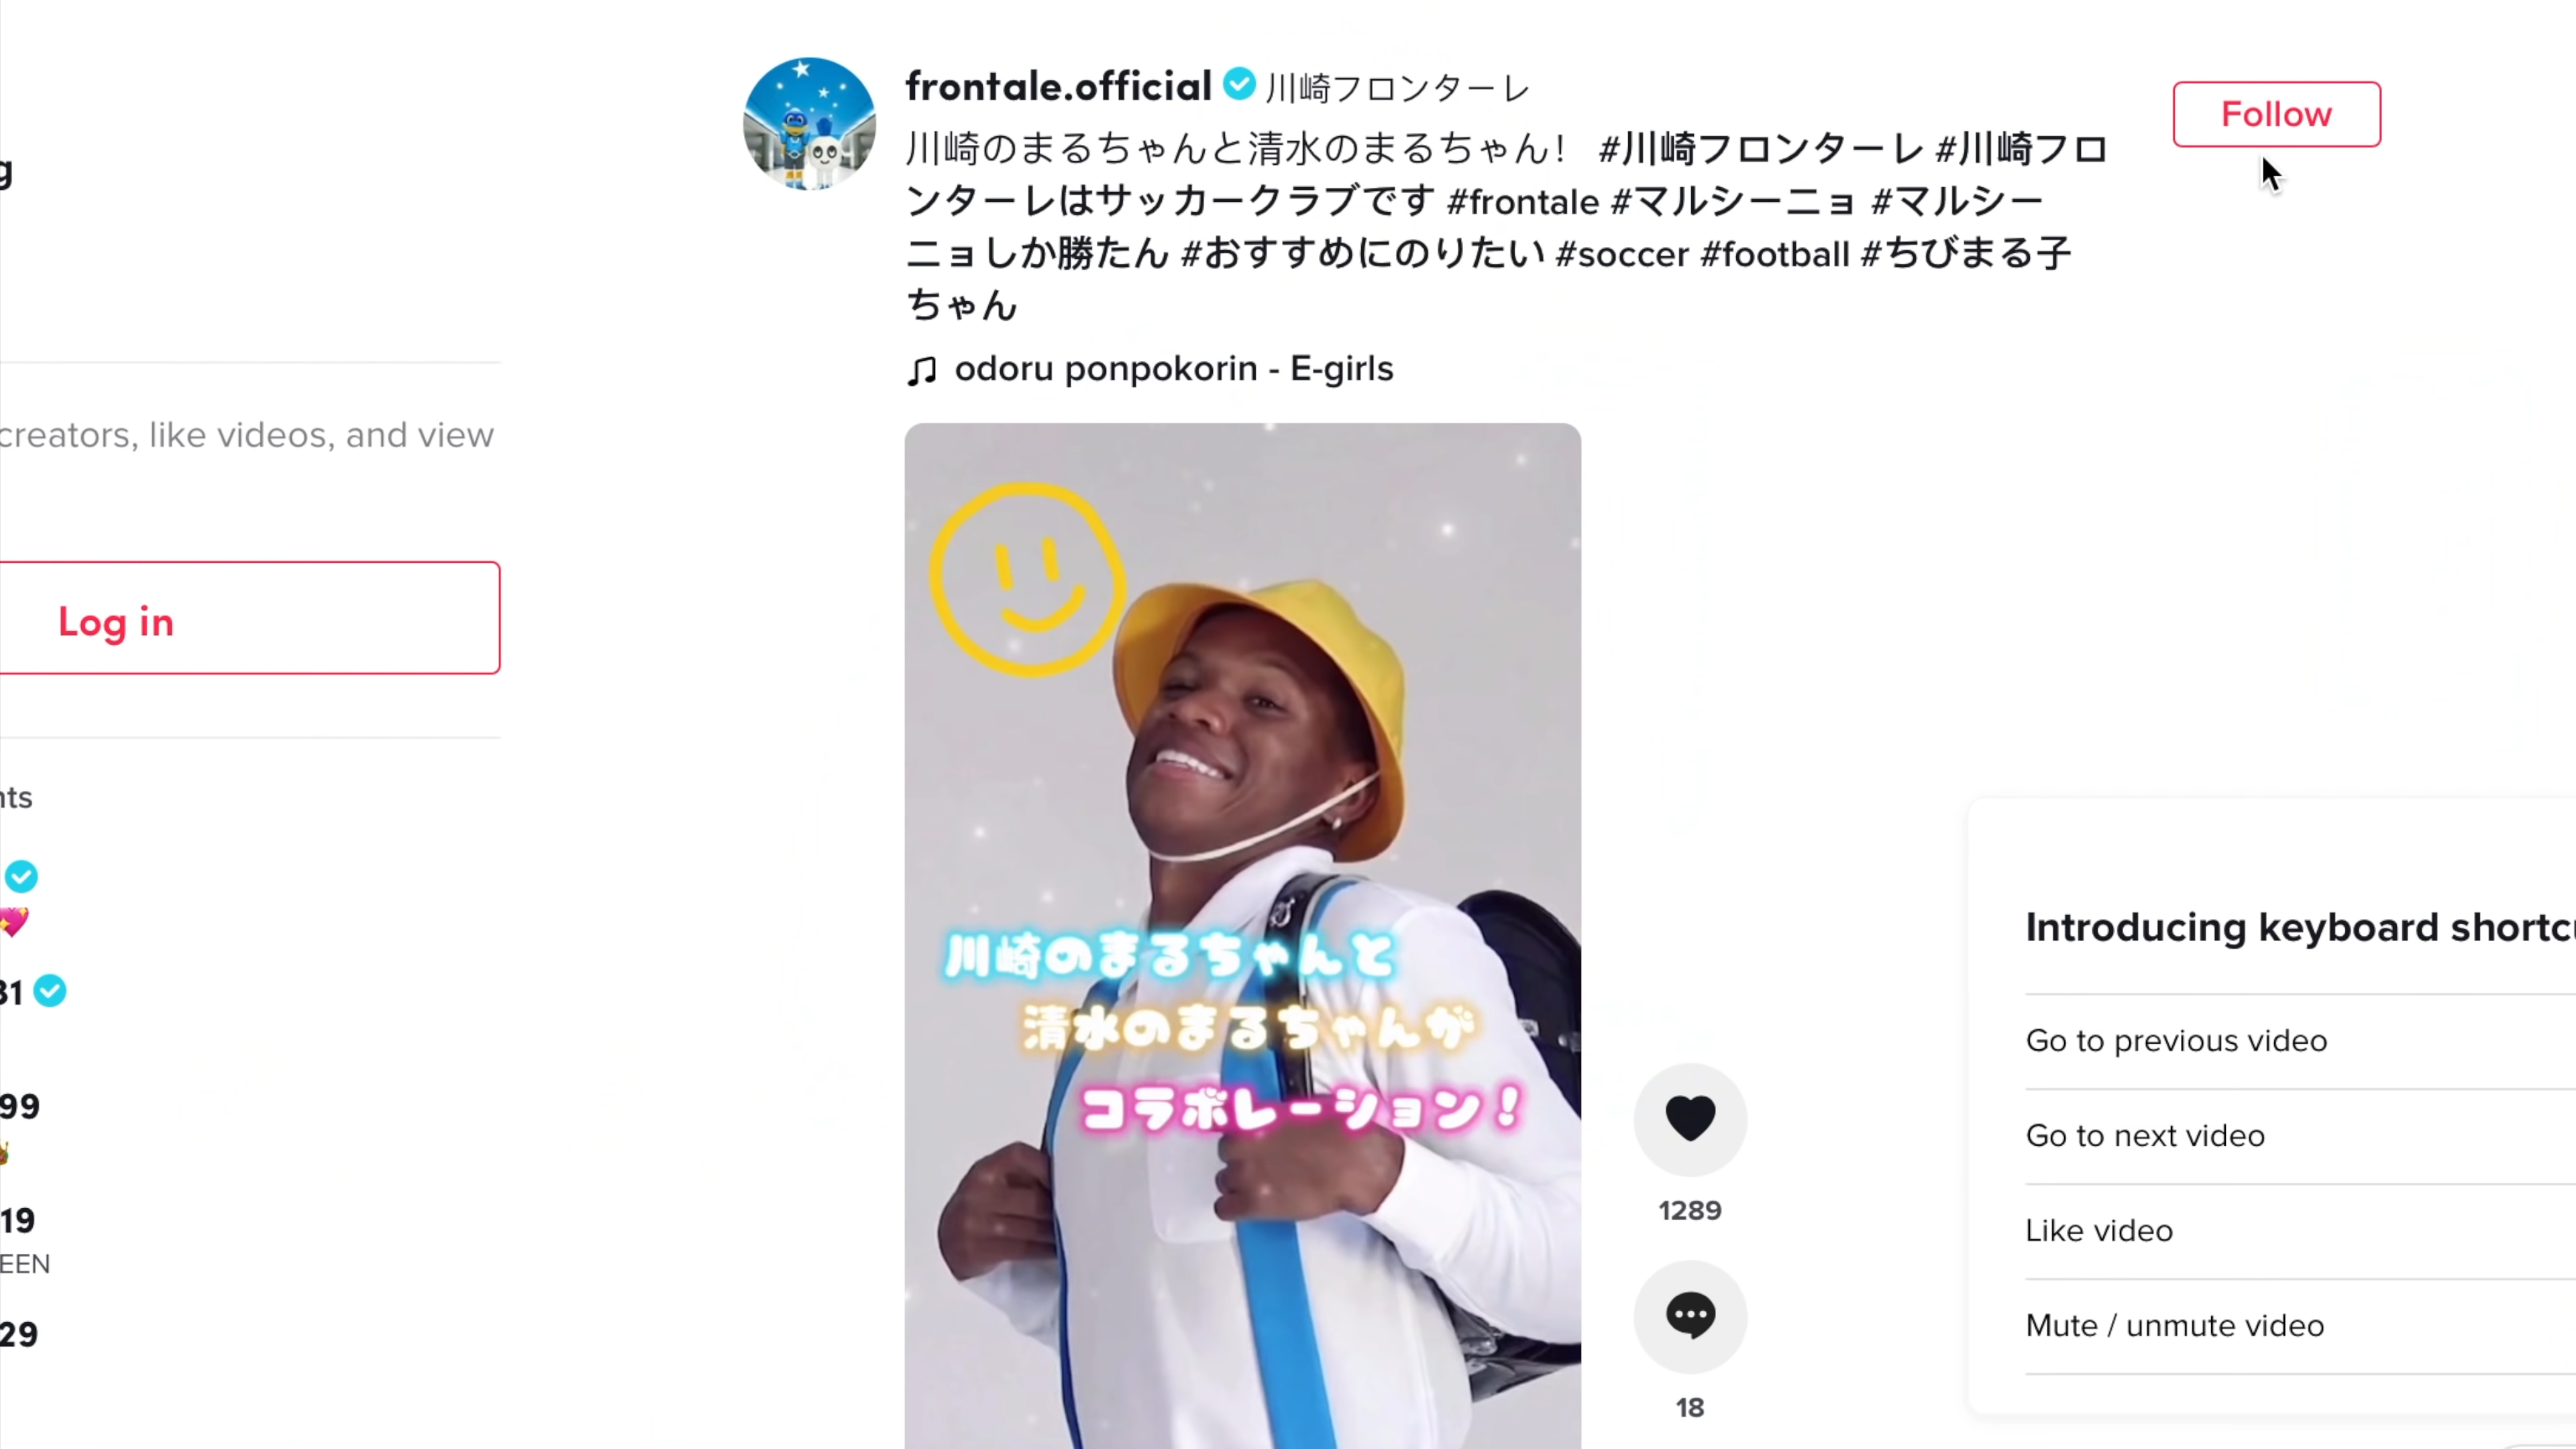 frontale.official 川崎フロンターレ
Follow
川崎のまるちゃんと清水のまるちゃん! #川崎フロンターレ #川崎フロ
ンターレはサッカークラブです #frontale #マルシーニョ #マルシー
ニョしか勝たん #おすすめにのりたい #soccer #football #ちびまる子
ちゃん
odoru ponpokorin - E-girls
g
creators, like videos, and view
Log in
nts
31
99
19
EEN
29
川崎のまるちゃんと
清水のまるちゃんが
コラボレーション!
1289
18
Introducing keyboard shortcu
Go to previous video
Go to next video
Like video
Mute / unmute video